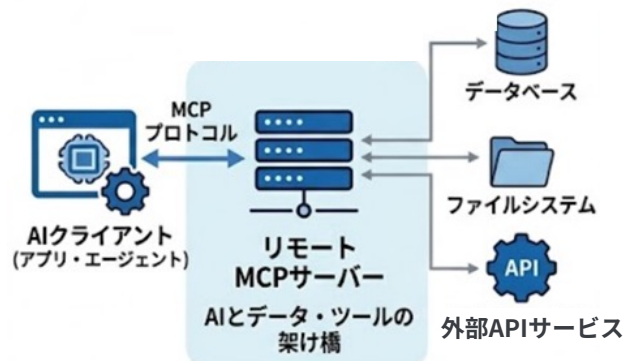 MCP
プロトコル
AIクライアント
(アプリ・エージェント)
リモート
MCPサーバー
AIとデータ・ツールの
架け橋
データベース
ファイルシステム
API
外部APIサービス